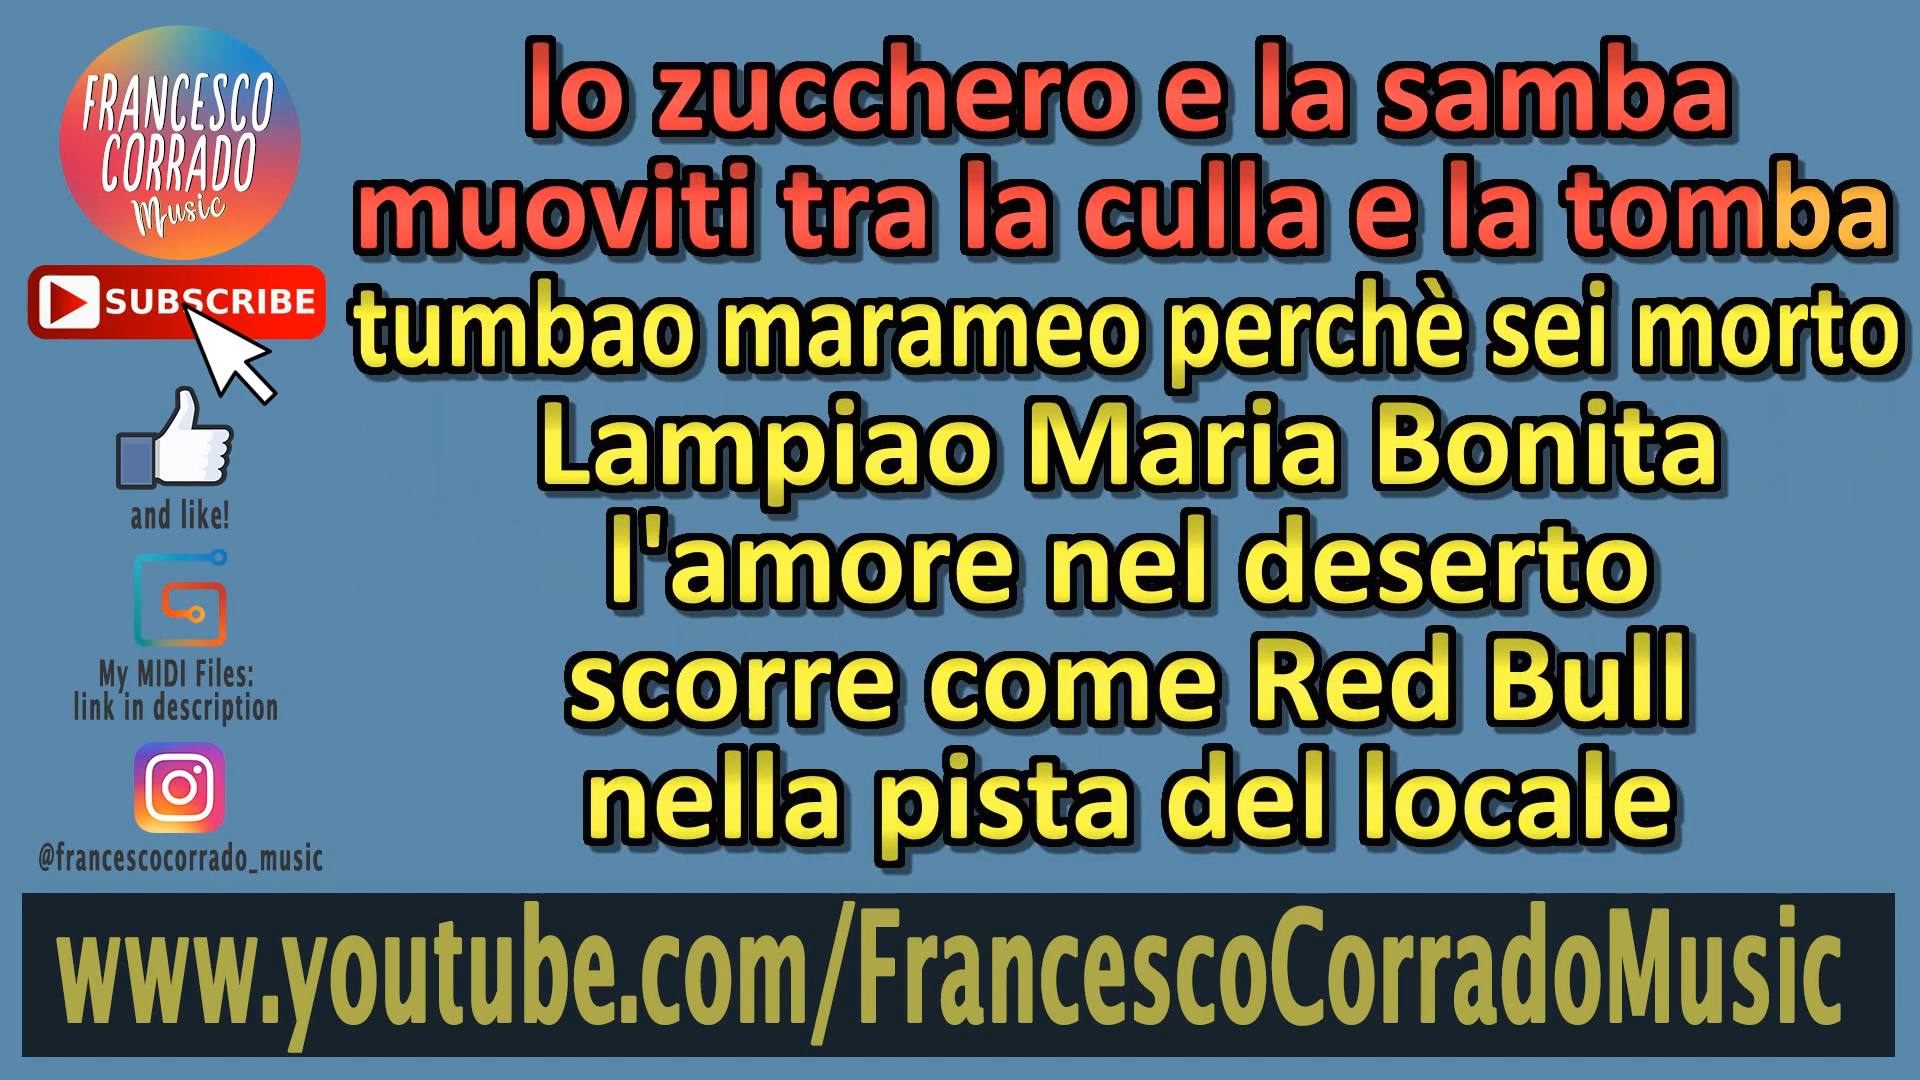 FRANCESCO
CORRADO
Music
SUBSCRIBE
and like!
My MIDI Files:
link in description
@francescocorrado_music
lo zucchero e la samba
muoviti tra la culla e la tomba
tumbao marameo perchè sei morto
Lampiao Maria Bonita
l'amore nel deserto
scorre come Red Bull
nella pista del locale
www.youtube.com/FrancescoCorradoMusic